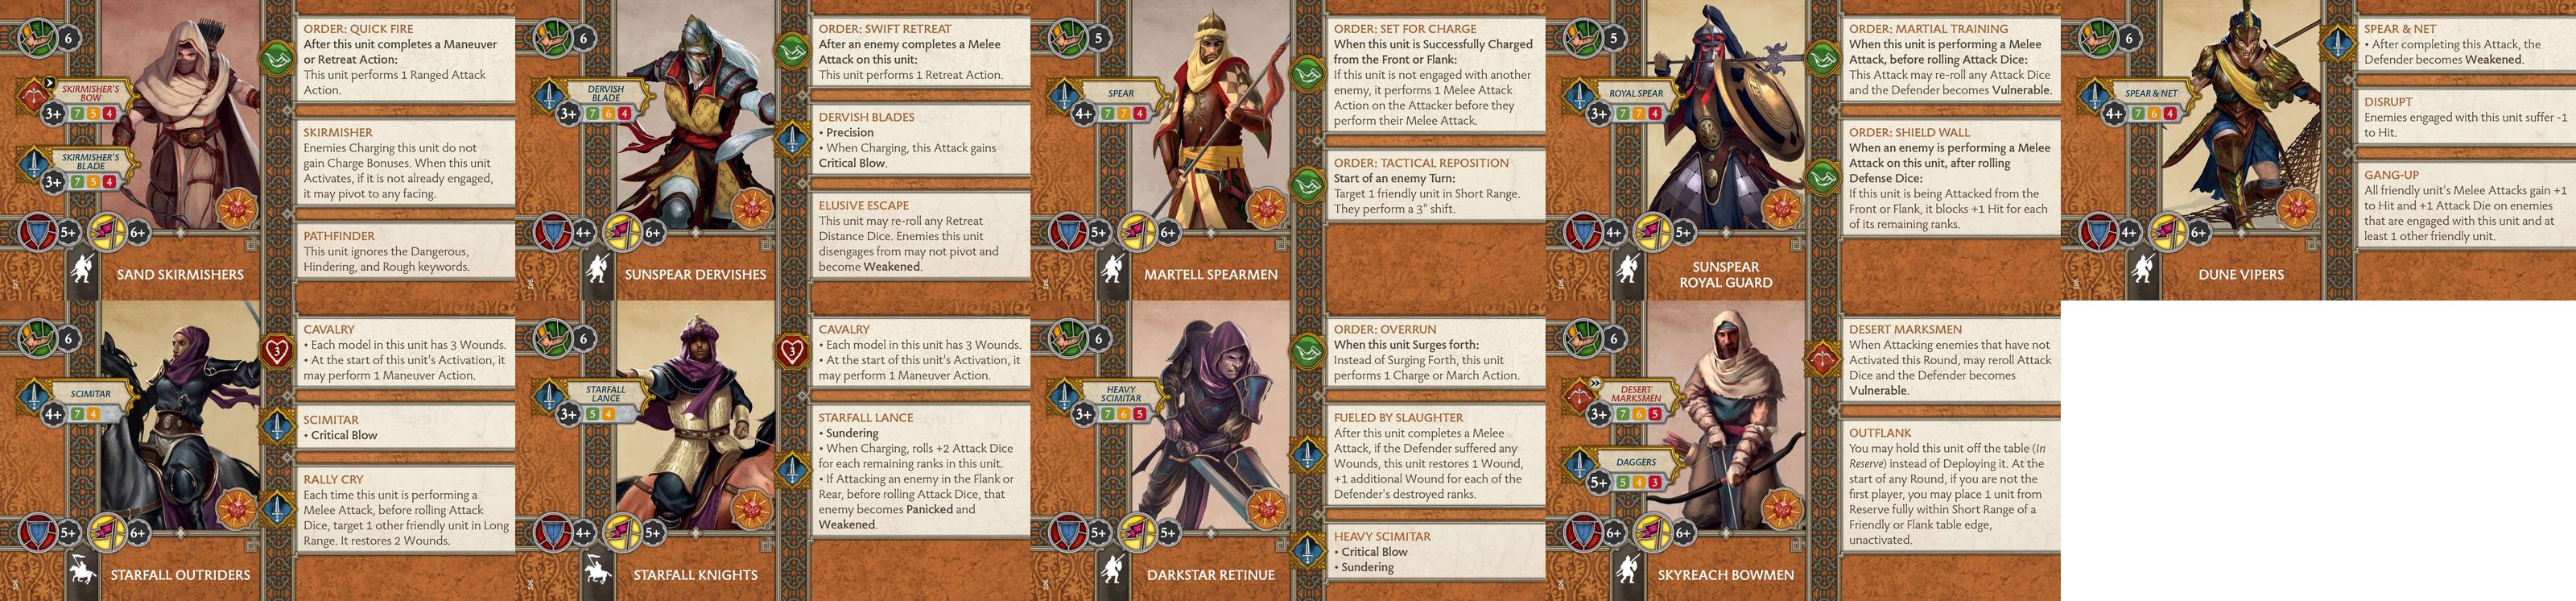 6
SKIRMISHER'S
BOW
3+ 7 5 4
SKIRMISHER'S
BLADE
3+ 7 5 4
5+ 6+
SAND SKIRMISHERS
S07
ORDER: QUICK FIRE
After this unit completes a Maneuver
or Retreat Action:
This unit performs 1 Ranged Attack
Action.
SKIRMISHER
Enemies Charging this unit do not
gain Charge Bonuses. When this unit
Activates, if it is not already engaged,
it may pivot to any facing.
PATHFINDER
This unit ignores the Dangerous,
Hindering, and Rough keywords.
6
DERVISH
BLADE
3+ 7 6 4
4+ 6+
SUNSPEAR DERVISHES
S06
ORDER: SWIFT RETREAT
After an enemy completes a Melee
Attack on this unit:
This unit performs 1 Retreat Action.
DERVISH BLADES
• Precision
• When Charging, this Attack gains
Critical Blow.
ELUSIVE ESCAPE
This unit may re-roll any Retreat
Distance Dice. Enemies this unit
disengages from may not pivot and
become Weakened.
5
SPEAR
4+ 7 7 4
5+ 6+
MARTELL SPEARMEN
S06
ORDER: SET FOR CHARGE
When this unit is Successfully Charged
from the Front or Flank:
If this unit is not engaged with another
enemy, it performs 1 Melee Attack
Action on the Attacker before they
perform their Melee Attack.
ORDER: TACTICAL REPOSITION
Start of an enemy Turn:
Target 1 friendly unit in Short Range.
They perform a 3" shift.
5
ROYAL SPEAR
3+ 7 7 4
4+ 5+
SUNSPEAR
ROYAL GUARD
S06
ORDER: MARTIAL TRAINING
When this unit is performing a Melee
Attack, before rolling Attack Dice:
This Attack may re-roll any Attack Dice
and the Defender becomes Vulnerable.
ORDER: SHIELD WALL
When an enemy is performing a Melee
Attack on this unit, after rolling
Defense Dice:
If this unit is being Attacked from the
Front or Flank, it blocks +1 Hit for each
of its remaining ranks.
6
SPEAR & NET
4+ 7 6 4
4+ 6+
DUNE VIPERS
S06
SPEAR & NET
• After completing this Attack, the
Defender becomes Weakened.
DISRUPT
Enemies engaged with this unit suffer -1
to Hit.
GANG-UP
All friendly unit's Melee Attacks gain +1
to Hit and +1 Attack Die on enemies
that are engaged with this unit and at
least 1 other friendly unit.
6
SCIMITAR
4+ 7 4
5+ 6+
STARFALL OUTRIDERS
S06
3
CAVALRY
• Each model in this unit has 3 Wounds.
• At the start of this unit's Activation, it
may perform 1 Maneuver Action.
SCIMITAR
• Critical Blow
RALLY CRY
Each time this unit is performing a
Melee Attack, before rolling Attack
Dice, target 1 other friendly unit in Long
Range. It restores 2 Wounds.
6
STARFALL
LANCE
3+ 5 4
4+ 5+
STARFALL KNIGHTS
S06
3
CAVALRY
• Each model in this unit has 3 Wounds.
• At the start of this unit's Activation, it
may perform 1 Maneuver Action.
STARFALL LANCE
• Sundering
• When Charging, rolls +2 Attack Dice
for each remaining ranks in this unit.
• If Attacking an enemy in the Flank or
Rear, before rolling Attack Dice, that
enemy becomes Panicked and
Weakened.
6
HEAVY
SCIMITAR
3+ 7 6 5
5+ 5+
DARKSTAR RETINUE
S06
ORDER: OVERRUN
When this unit Surges forth:
Instead of Surging Forth, this unit
performs 1 Charge or March Action.
FUELED BY SLAUGHTER
After this unit completes a Melee
Attack, if the Defender suffered any
Wounds, this unit restores 1 Wound,
+1 additional Wound for each of the
Defender's destroyed ranks.
HEAVY SCIMITAR
• Critical Blow
• Sundering
6
DESERT
MARKSMEN
3+ 7 6 5
DAGGERS
5+ 5 4 3
6+ 6+
SKYREACH BOWMEN
S06
DESERT MARKSMEN
When Attacking enemies that have not
Activated this Round, may reroll Attack
Dice and the Defender becomes
Vulnerable.
OUTFLANK
You may hold this unit off the table (In
Reserve) instead of Deploying it. At the
start of any Round, if you are not the
first player, you may place 1 unit from
Reserve fully within Short Range of a
Friendly or Flank table edge,
unactivated.